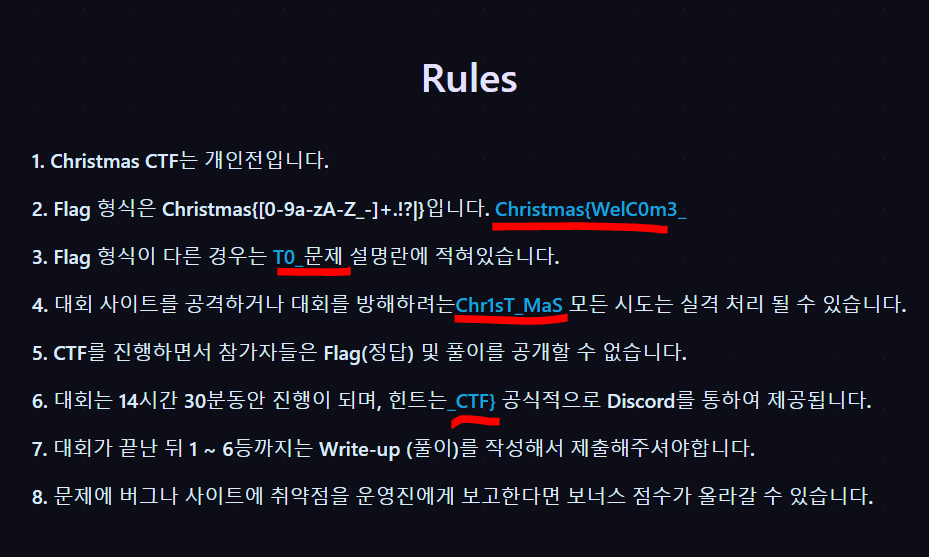 Rules
1. Christmas CTF는 개인전입니다.
2. Flag 형식은 Christmas{[0-9a-zA-Z_-]+.!?|}입니다. Christmas{WelC0m3_
3. Flag 형식이 다른 경우는 T0_문제 설명란에 적혀있습니다.
4. 대회 사이트를 공격하거나 대회를 방해하려는Chr1sT_MaS 모든 시도는 실격 처리 될 수 있습니다.
5. CTF를 진행하면서 참가자들은 Flag(정답) 및 풀이를 공개할 수 없습니다.
6. 대회는 14시간 30분동안 진행이 되며, 힌트는_CTF} 공식적으로 Discord를 통하여 제공됩니다.
7. 대회가 끝난 뒤 1 ~ 6등까지는 Write-up (풀이)를 작성해서 제출해주셔야합니다.
8. 문제에 버그나 사이트에 취약점을 운영진에게 보고한다면 보너스 점수가 올라갈 수 있습니다.